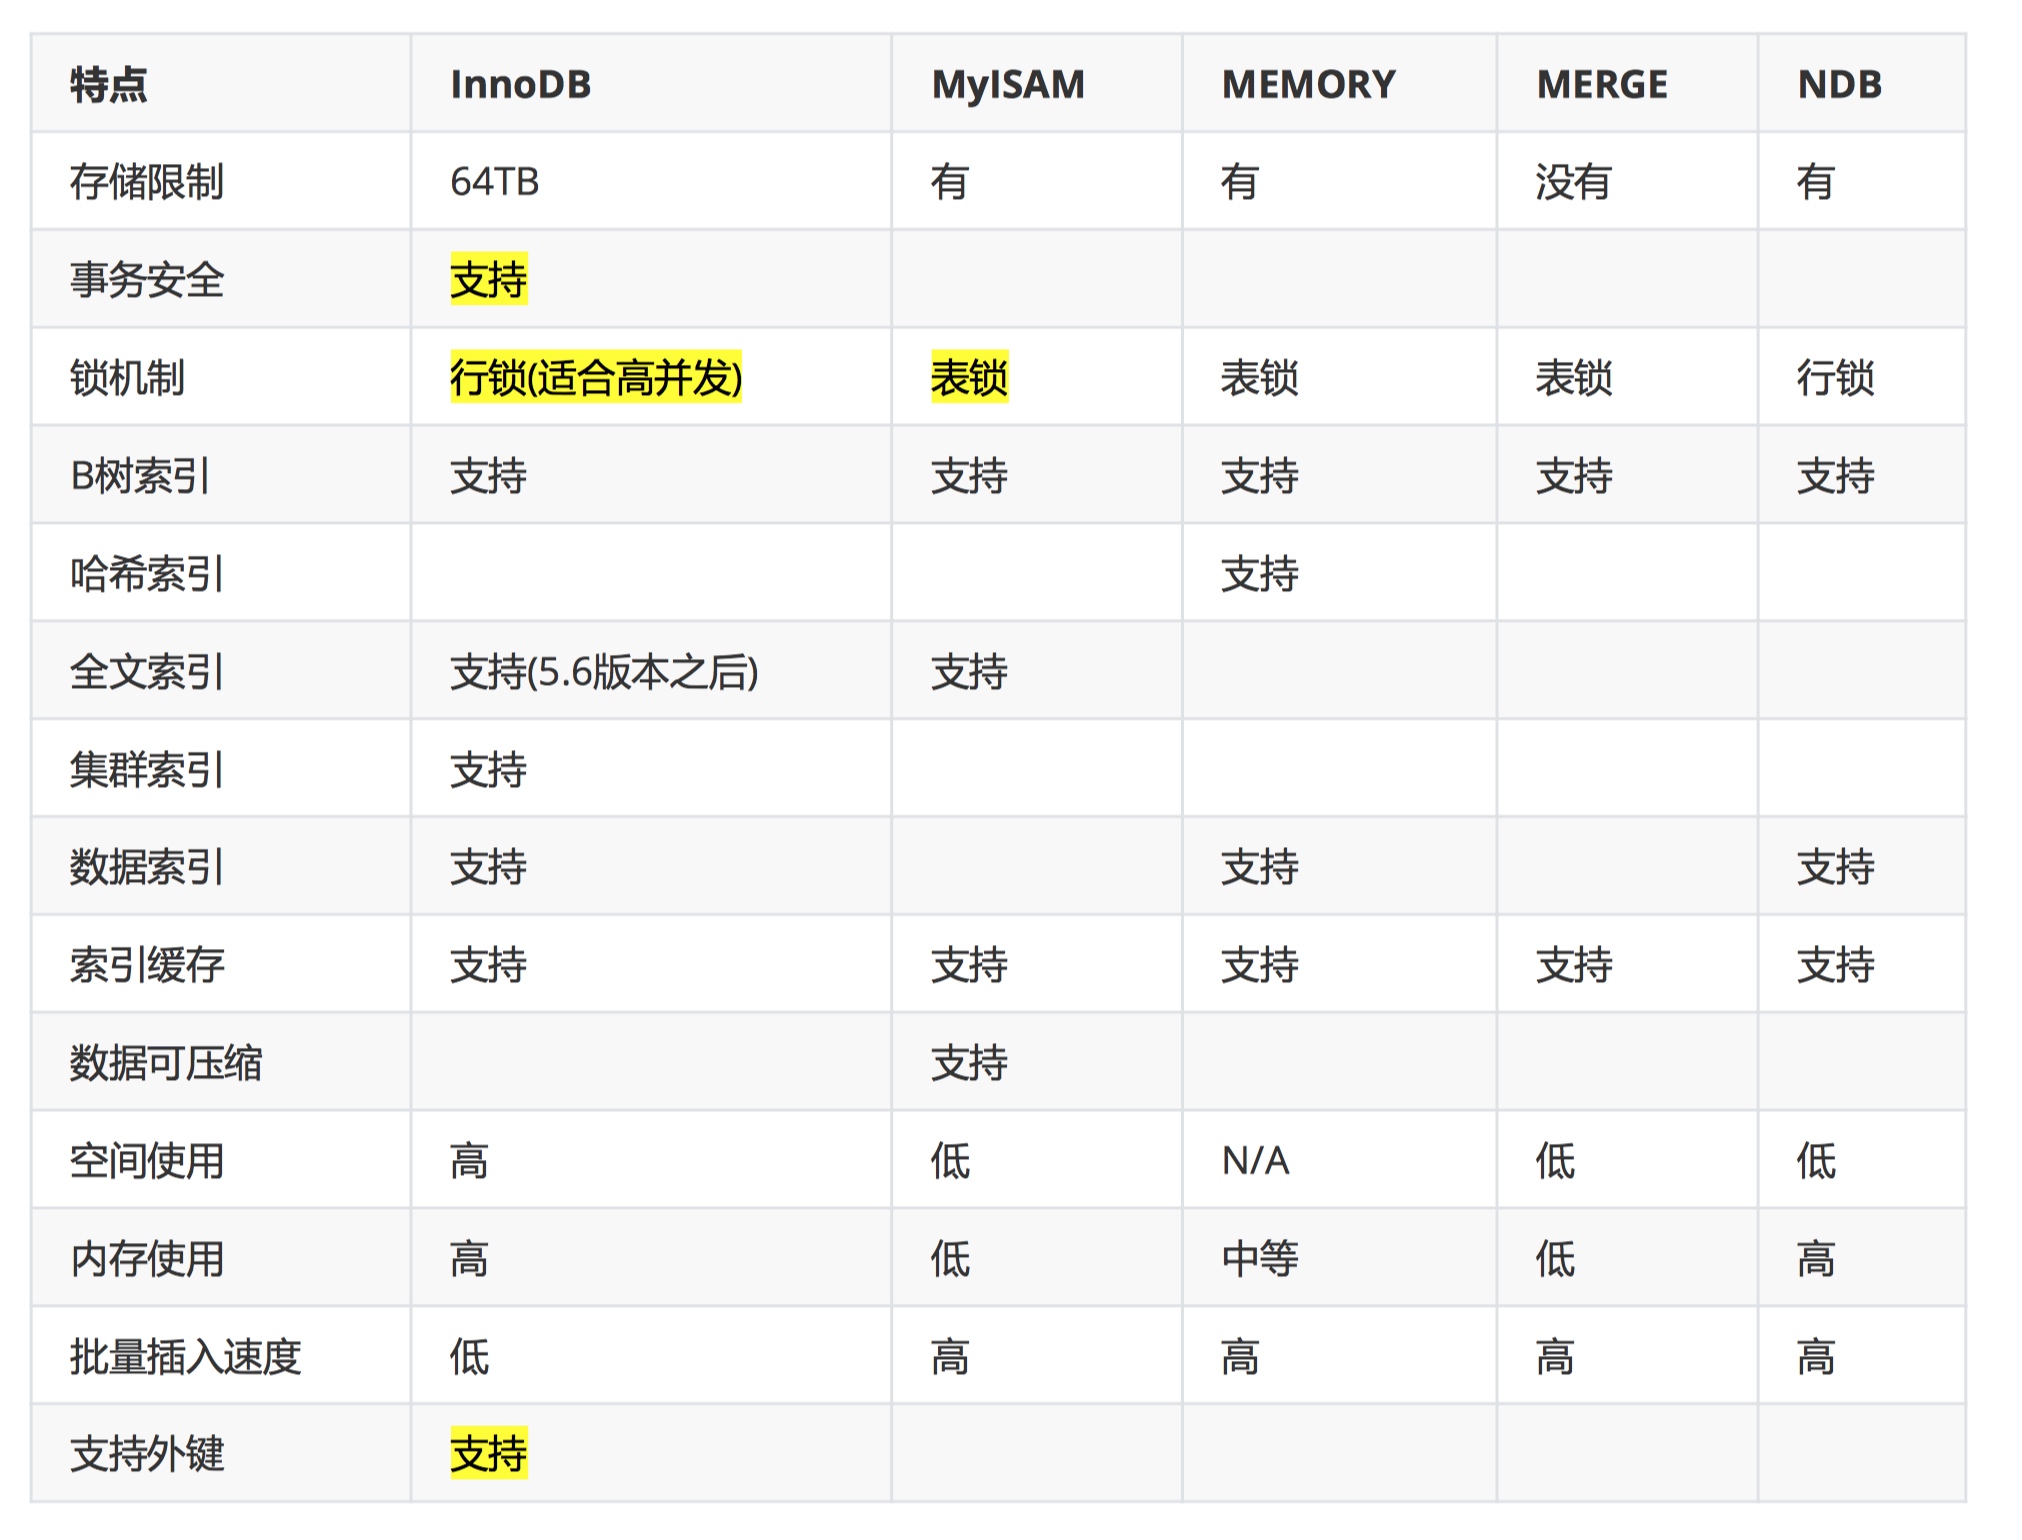 特点 InnoDB MyISAM MEMORY MERGE NDB
存储限制 64TB 有 有 没有 有
事务安全 支持
锁机制 行锁(适合高并发) 表锁 表锁 表锁 行锁
B树索引 支持 支持 支持 支持 支持
哈希索引 支持
全文索引 支持(5.6版本之后) 支持
集群索引 支持
数据索引 支持 支持 支持
索引缓存 支持 支持 支持 支持 支持
数据可压缩 支持
空间使用 高 低 N/A 低 低
内存使用 高 低 中等 低 高
批量插入速度 低 高 高 高 高
支持外键 支持